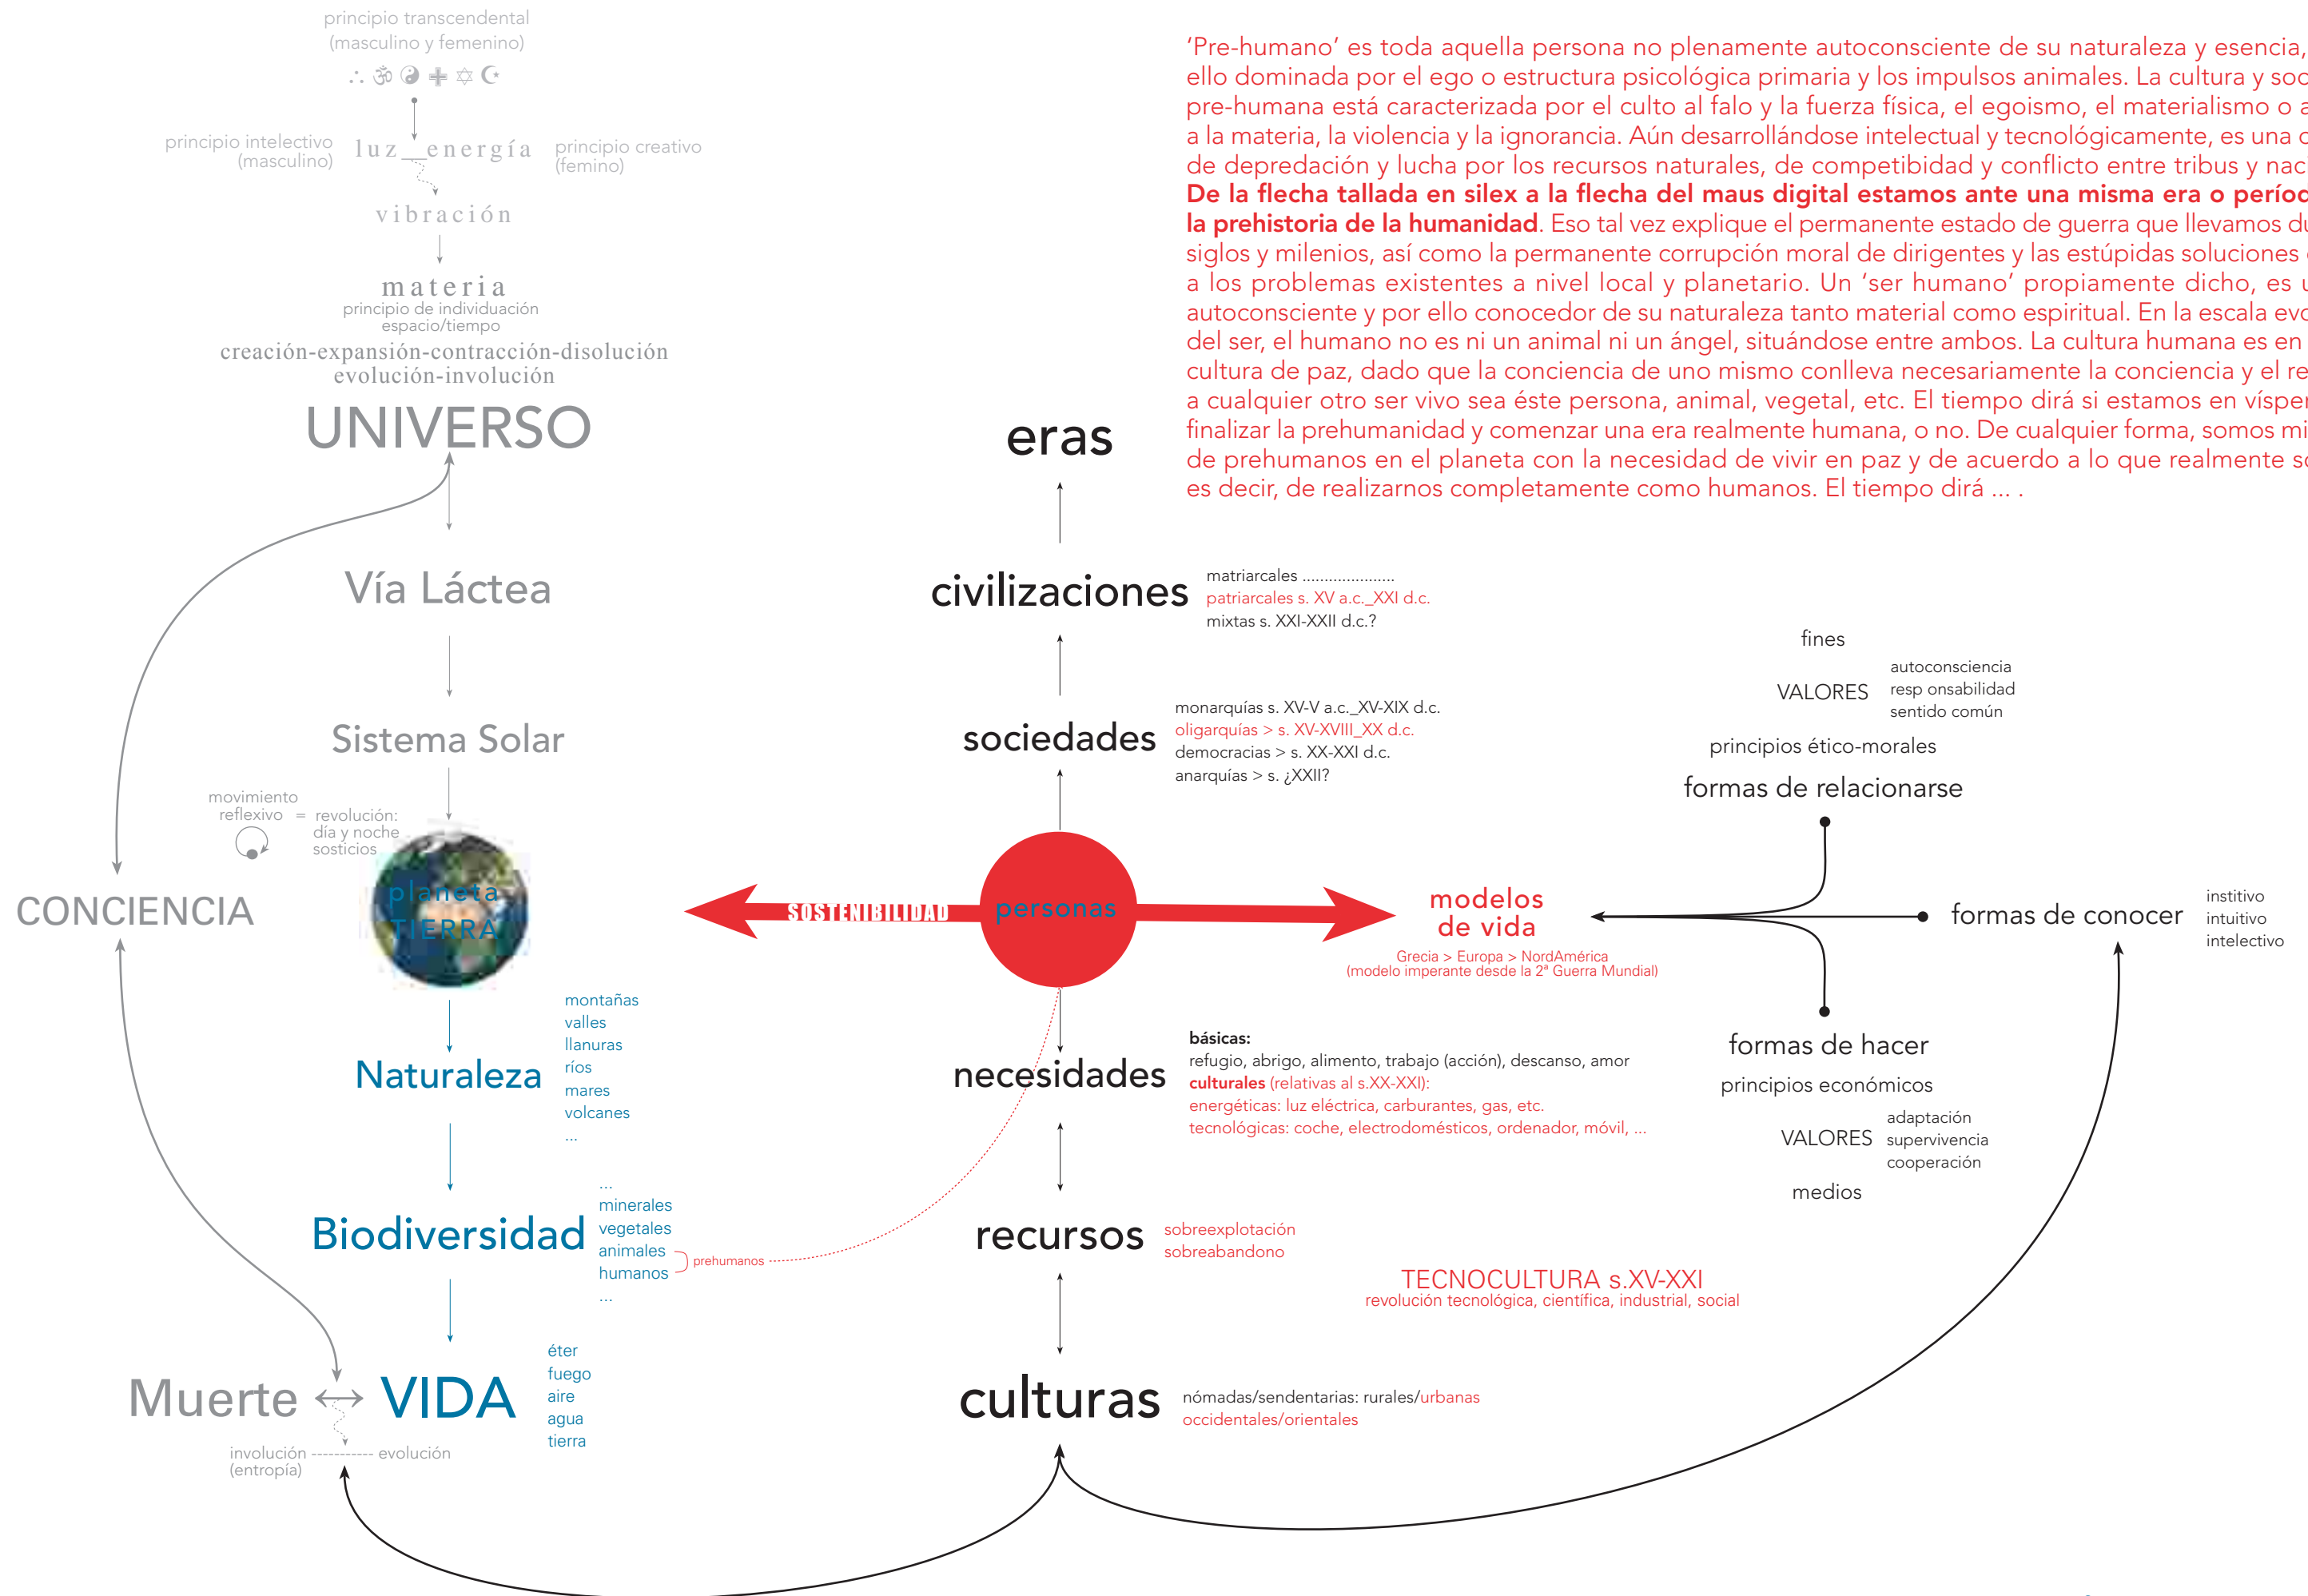 principio transcendental
(masculino y femenino)
∴ ॐ ☯ ✙ ✡ ☪
principio intelectivo
(masculino)
luz__energía
principio creativo
(femino)
vibración
materia
principio de individuación
espacio/tiempo
creación-expansión-contracción-disolución
evolución-involución
UNIVERSO
Vía Láctea
Sistema Solar
movimiento
reflexivo = revolución:
día y noche
sosticios
planeta
TIERRA
CONCIENCIA
Naturaleza
montañas
valles
llanuras
ríos
mares
volcanes
...
Biodiversidad
...
minerales
vegetales
animales
humanos
...
prehumanos
Muerte
VIDA
éter
fuego
aire
agua
tierra
involución ----------- evolución
(entropía)
'Pre-humano' es toda aquella persona no plenamente autoconsciente de su naturaleza y esencia,
ello dominada por el ego o estructura psicológica primaria y los impulsos animales. La cultura y
pre-humana está caracterizada por el culto al falo y la fuerza física, el egoismo, el materialismo o
a la materia, la violencia y la ignorancia. Aún desarrollándose intelectual y tecnológicamente, es una
de depredación y lucha por los recursos naturales, de competibidad y conflicto entre tribus y
De la flecha tallada en silex a la flecha del maus digital estamos ante una misma era o
la prehistoria de la humanidad. Eso tal vez explique el permanente estado de guerra que llevamos
siglos y milenios, así como la permanente corrupción moral de dirigentes y las estúpidas soluciones
a los problemas existentes a nivel local y planetario. Un 'ser humano' propiamente dicho, es
autoconsciente y por ello conocedor de su naturaleza tanto material como espiritual. En la escala
del ser, el humano no es ni un animal ni un ángel, situándose entre ambos. La cultura humana es en
cultura de paz, dado que la conciencia de uno mismo conlleva necesariamente la conciencia y el
a cualquier otro ser vivo sea éste persona, animal, vegetal, etc. El tiempo dirá si estamos en
finalizar la prehumanidad y comenzar una era realmente humana, o no. De cualquier forma, somos
de prehumanos en el planeta con la necesidad de vivir en paz y de acuerdo a lo que realmente
es decir, de realizarnos completamente como humanos. El tiempo dirá ... .
eras
civilizaciones
matriarcales .....................
patriarcales s. XV a.c._XXI d.c.
mixtas s. XXI-XXII d.c.?
sociedades
monarquías s. XV-V a.c._XV-XIX d.c.
oligarquías > s. XV-XVIII_XX d.c.
democracias > s. XX-XXI d.c.
anarquías > s. ¿XXII?
SOSTENIBILIDAD
personas
modelos
de vida
Grecia > Europa > NordAmérica
(modelo imperante desde la 2ª Guerra Mundial)
necesidades
básicas:
refugio, abrigo, alimento, trabajo (acción), descanso, amor
culturales (relativas al s.XX-XXI):
energéticas: luz eléctrica, carburantes, gas, etc.
tecnológicas: coche, electrodomésticos, ordenador, móvil, ...
recursos
sobreexplotación
sobreabandono
TECNOCULTURA s.XV-XXI
revolución tecnológica, científica, industrial, social
culturas
nómadas/sendentarias: rurales/urbanas
occidentales/orientales
fines
VALORES
autoconsciencia
resp onsabilidad
sentido común
principios ético-morales
formas de relacionarse
formas de conocer
institivo
intuitivo
intelectivo
formas de hacer
principios económicos
VALORES
adaptación
supervivencia
cooperación
medios